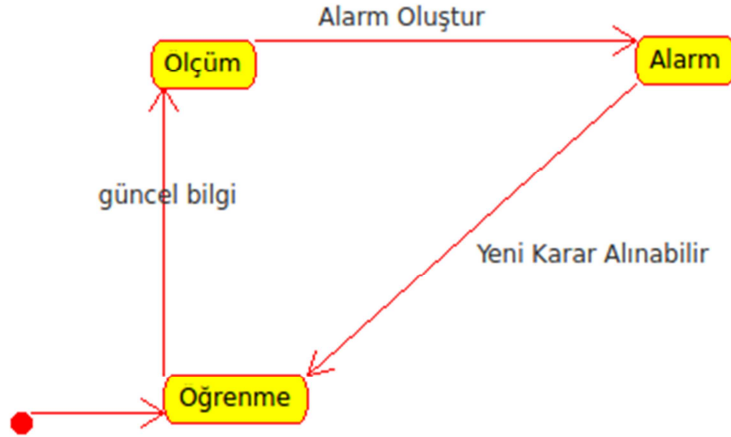 Alarm Oluştur
Ölçüm
Alarm
güncel bilgi
Yeni Karar Alınabilir
Öğrenme